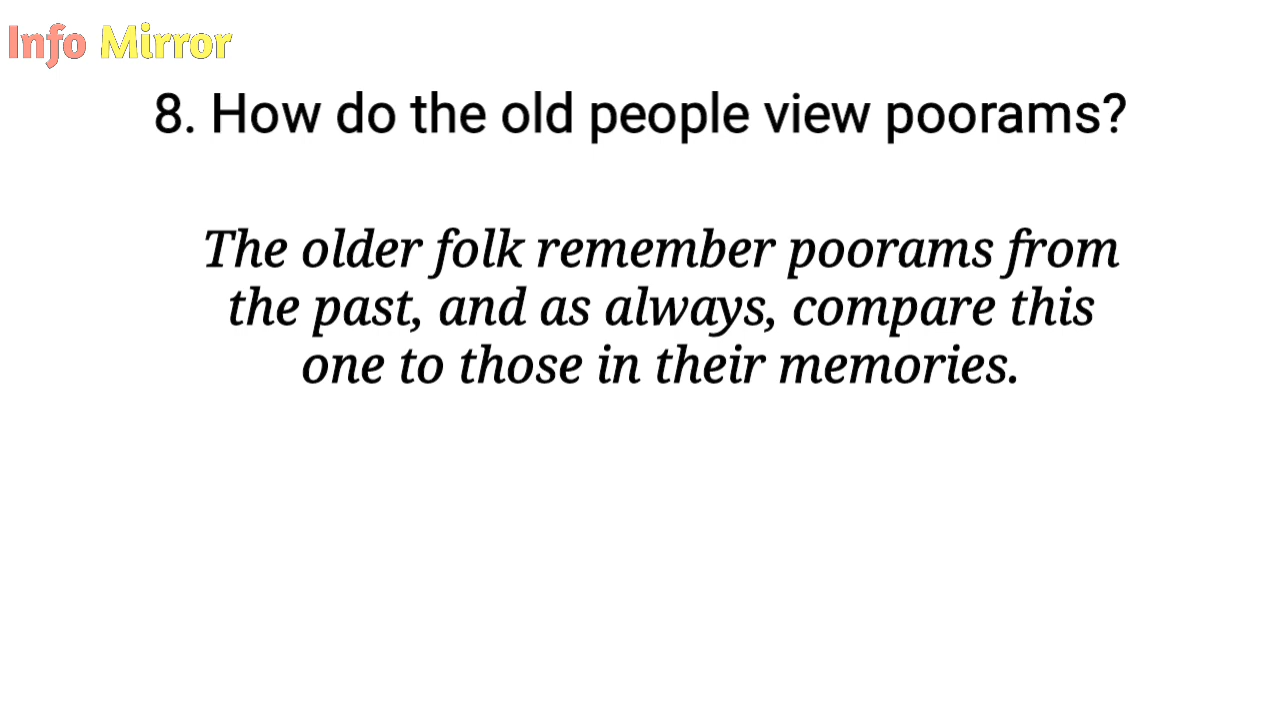 Info Mirror
8. How do the old people view poorams?
The older folk remember poorams from
the past, and as always, compare this
one to those in their memories.